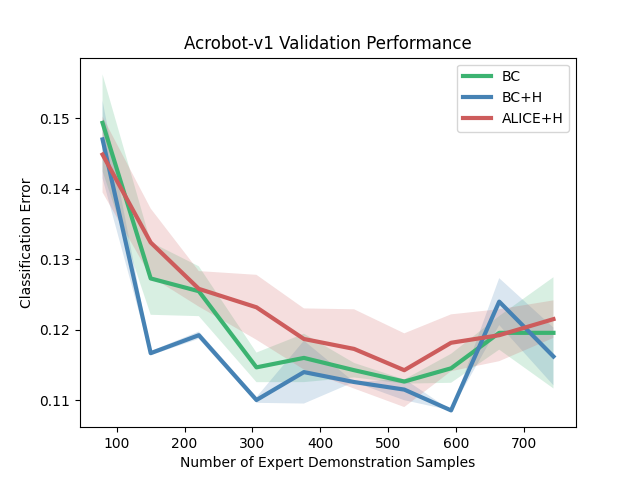 Acrobot-v1 Validation Performance
BC
BC+H
ALICE+H
Classification Error
0.15
0.14
0.13
0.12
0.11
100 200 300 400 500 600 700
Number of Expert Demonstration Samples